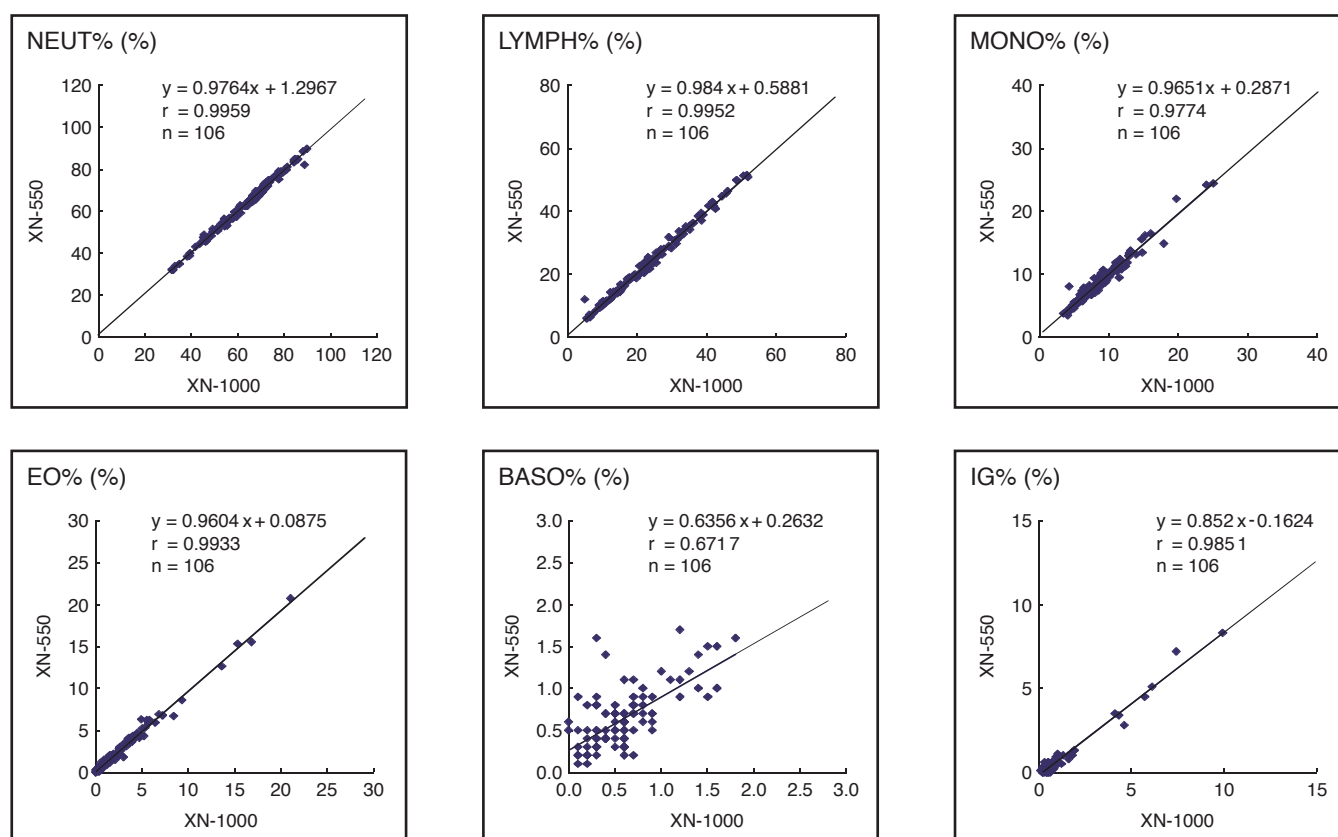 NEUT% (%)
y = 0.9764x + 1.2967
r = 0.9959
n = 106
120
100
80
60
40
20
0
XN-550
0 20 40 60 80 100 120
XN-1000
LYMPH% (%)
y = 0.984 x + 0.5881
r = 0.9952
n = 106
80
60
40
20
0
XN-550
0 20 40 60 80
XN-1000
MONO% (%)
y = 0.9651x + 0.2871
r = 0.9774
n = 106
40
30
20
10
0
XN-550
0 10 20 30 40
XN-1000
EO% (%)
y = 0.9604 x + 0.0875
r = 0.9933
n = 106
30
25
20
15
10
5
0
XN-550
0 5 10 15 20 25 30
XN-1000
BASO% (%)
y = 0.6356 x + 0.2632
r = 0.6717
n = 106
3.0
2.5
2.0
1.5
1.0
0.5
0.0
XN-550
0.0 0.5 1.0 1.5 2.0 2.5 3.0
XN-1000
IG% (%)
y = 0.852 x - 0.1624
r = 0.9851
n = 106
15
10
5
0
XN-550
0 5 10 15
XN-1000